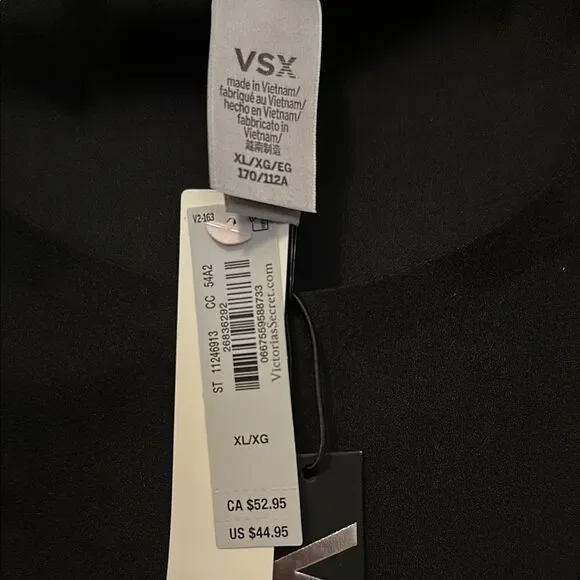 VSX
made in Vietnam/
fabriqué au Vietnam/
hecho en Vietnam/
fabbricato in
Vietnam/
越南制造
XL/XG/EG
170/112A
V2-163
ST 11246913 CC 54A2
26836292
0667559588733
VictoriasSecret.com
XL/XG
CA $52.95
US $44.95
V